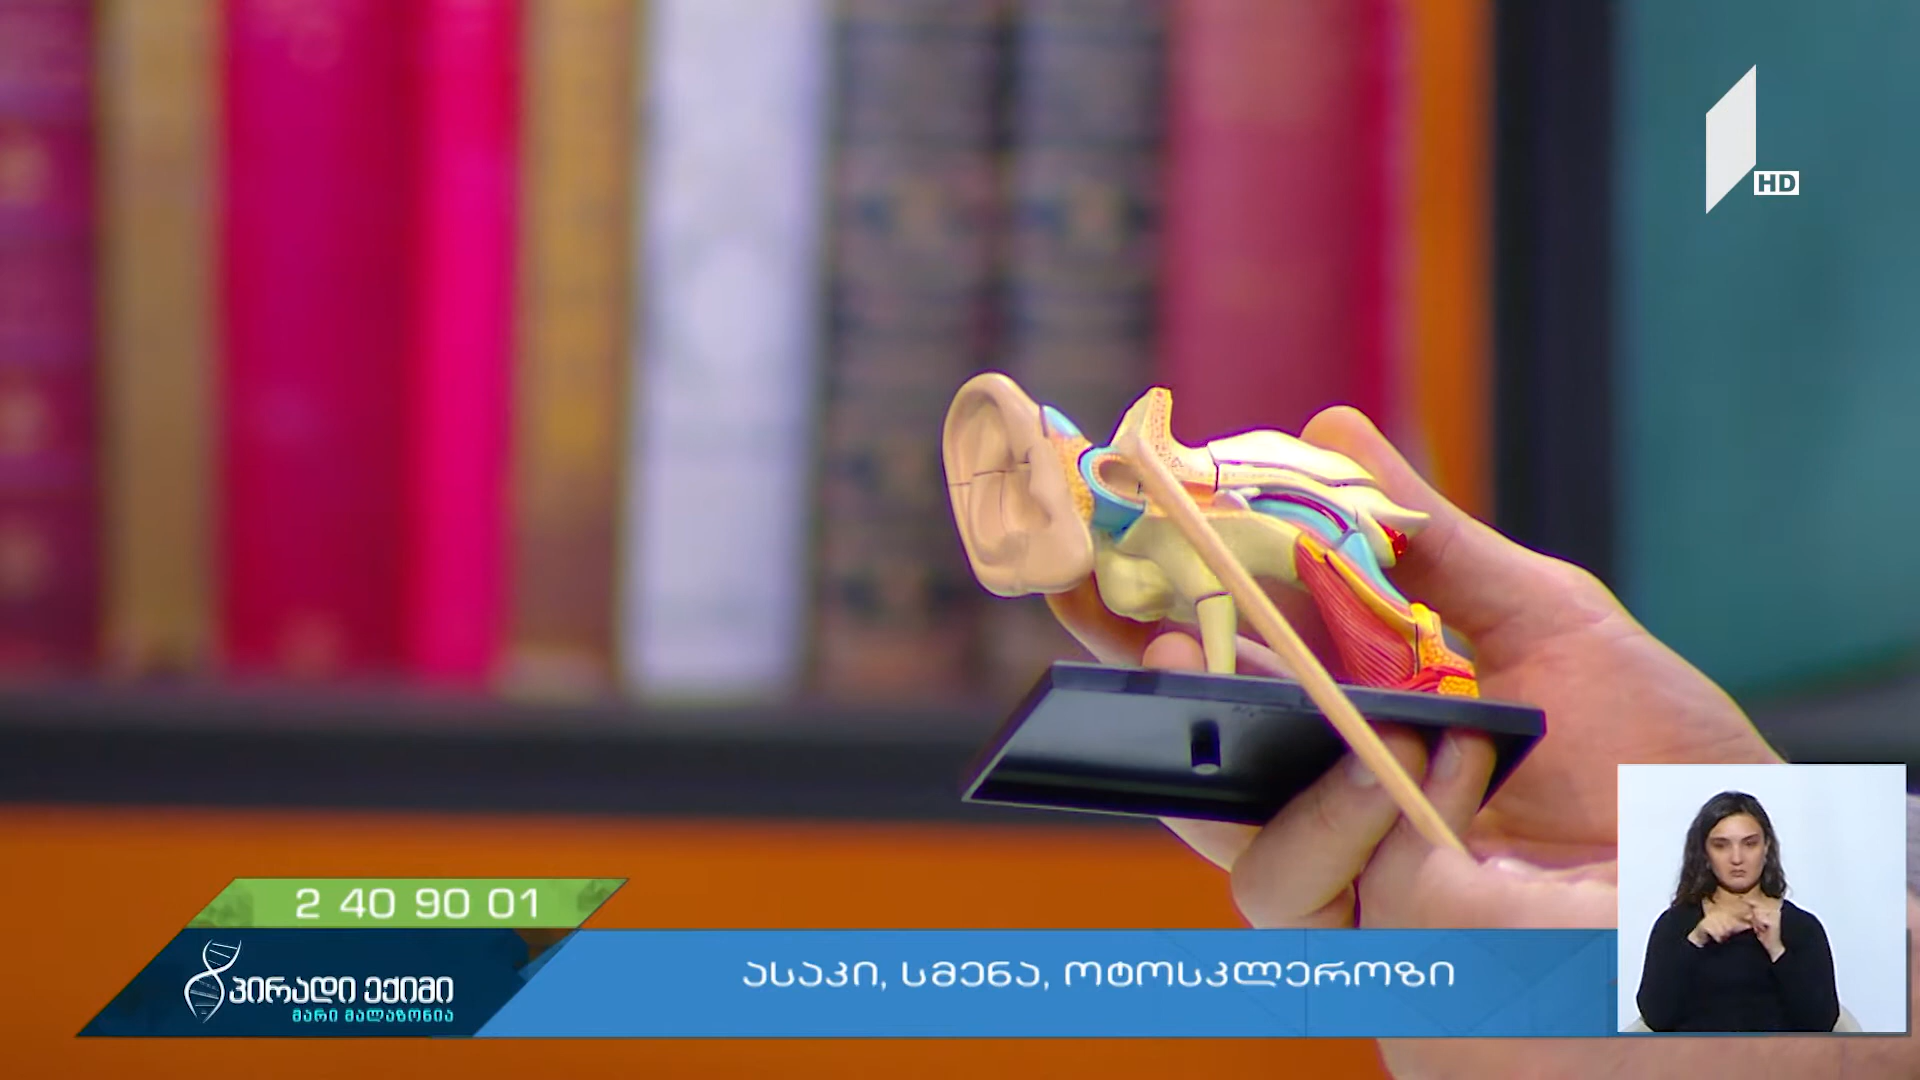 HD
2 40 90 01
პირადი ექიმი
მარი მალაზონია
ასაკი, სმენა, ოტოსკლეროზი